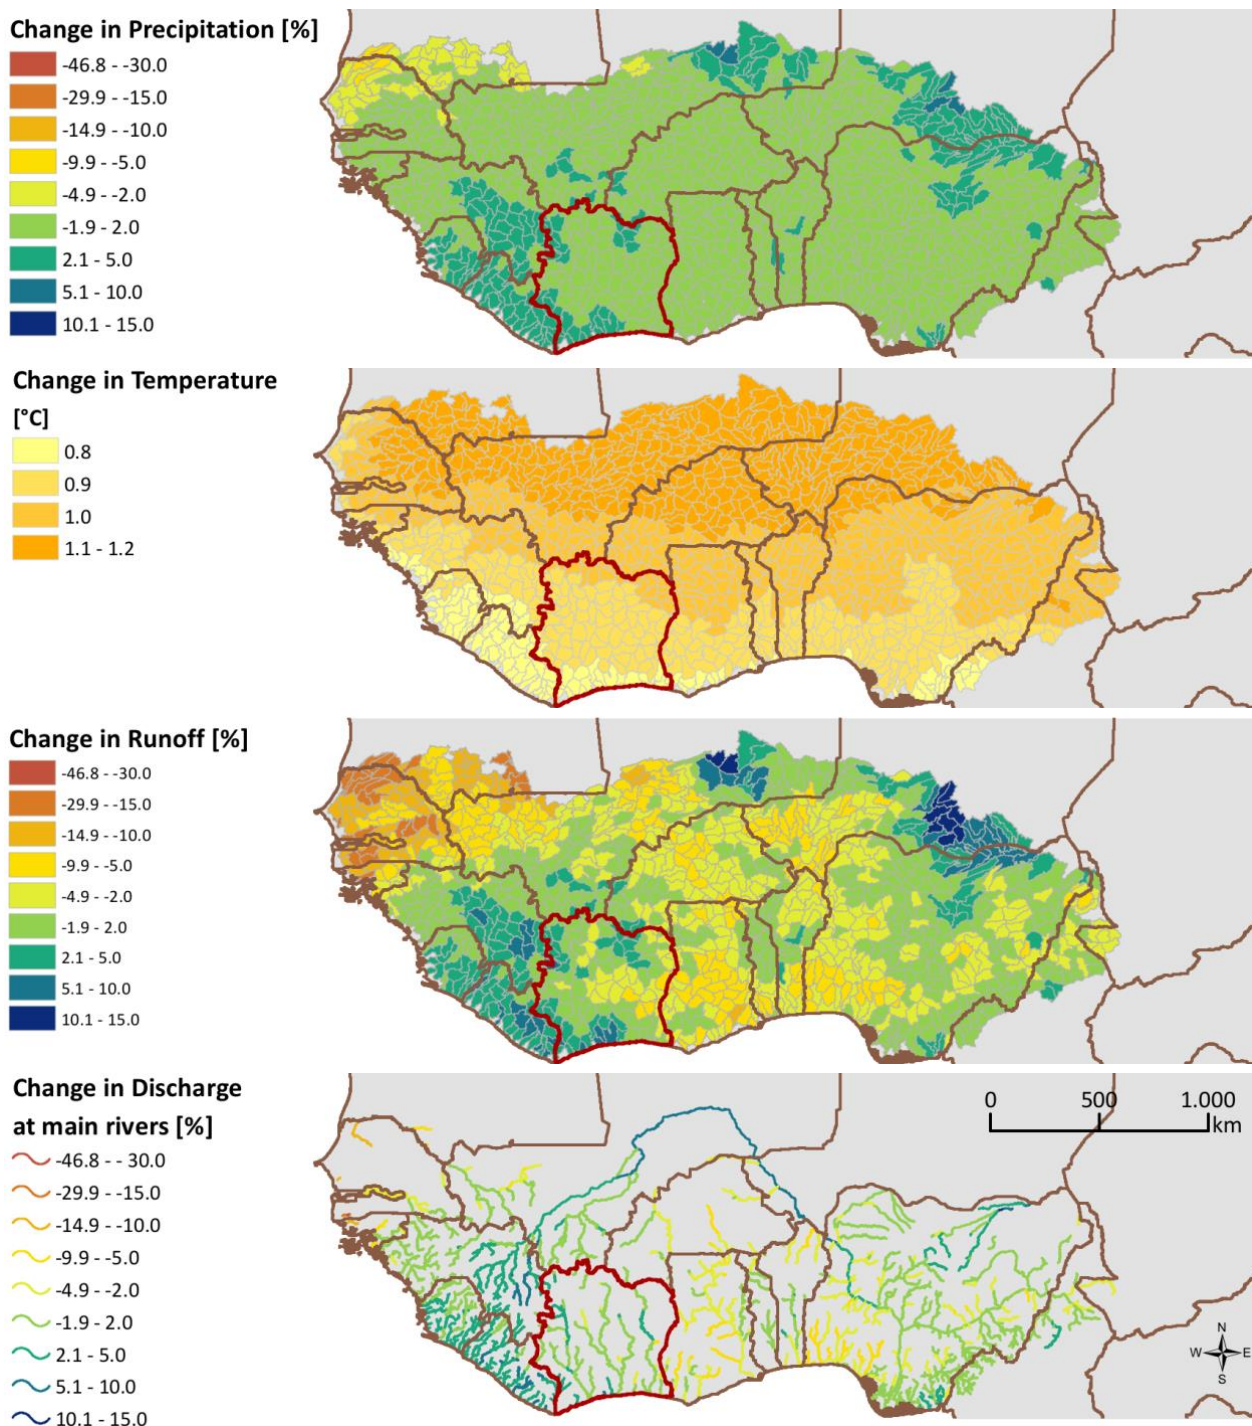 Change in Precipitation [%]
-46.8 - -30.0
-29.9 - -15.0
-14.9 - -10.0
-9.9 - -5.0
-4.9 - -2.0
-1.9 - 2.0
2.1 - 5.0
5.1 - 10.0
10.1 - 15.0
Change in Temperature
[°C]
0.8
0.9
1.0
1.1 - 1.2
Change in Runoff [%]
-46.8 - -30.0
-29.9 - -15.0
-14.9 - -10.0
-9.9 - -5.0
-4.9 - -2.0
-1.9 - 2.0
2.1 - 5.0
5.1 - 10.0
10.1 - 15.0
Change in Discharge
at main rivers [%]
-46.8 - - 30.0
-29.9 - -15.0
-14.9 - -10.0
-9.9 - -5.0
-4.9 - -2.0
-1.9 - 2.0
2.1 - 5.0
5.1 - 10.0
10.1 - 15.0
0 500 1.000
km
N
W E
S